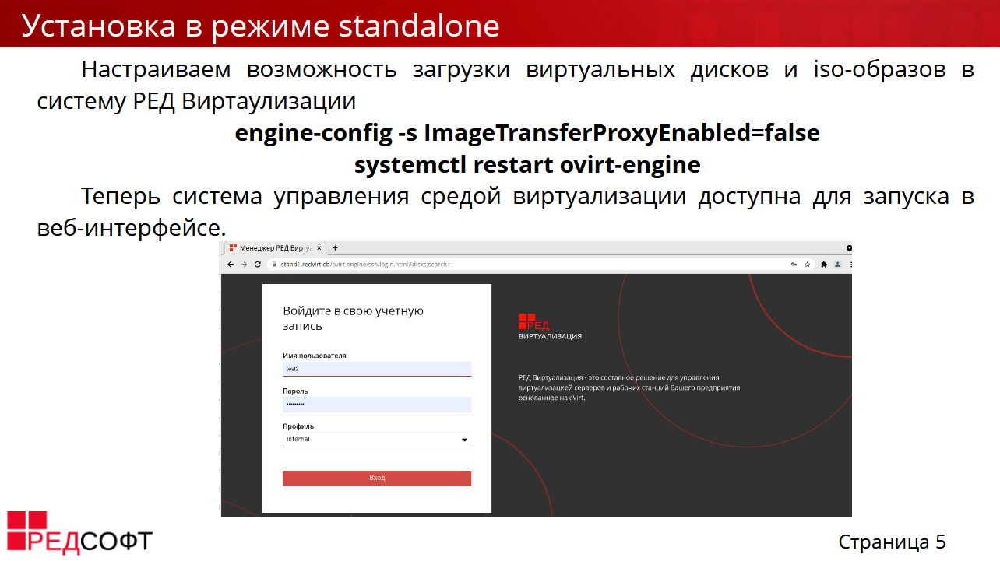 Установка в режиме standalone
Настраиваем возможность загрузки виртуальных дисков и iso-образов в
систему РЕД Виртаулизации
engine-config -s ImageTransferProxyEnabled=false
systemctl restart ovirt-engine
Теперь система управления средой виртуализации доступна для запуска в
веб-интерфейсе.
Менеджер РЕД Виртуа
stand1.redvirt.ob/ovirt-engine/sso/login.html#disks;search=
Войдите в свою учётную
запись
Имя пользователя
test2
Пароль
•••••••••
Профиль
internal
Вход
РЕД
ВИРТУАЛИЗАЦИЯ
РЕД Виртуализация - это составное решение для управления
виртуализацией серверов и рабочих станций Вашего предприятия,
основанное на oVirt.
РЕДСОФТ
Страница 5